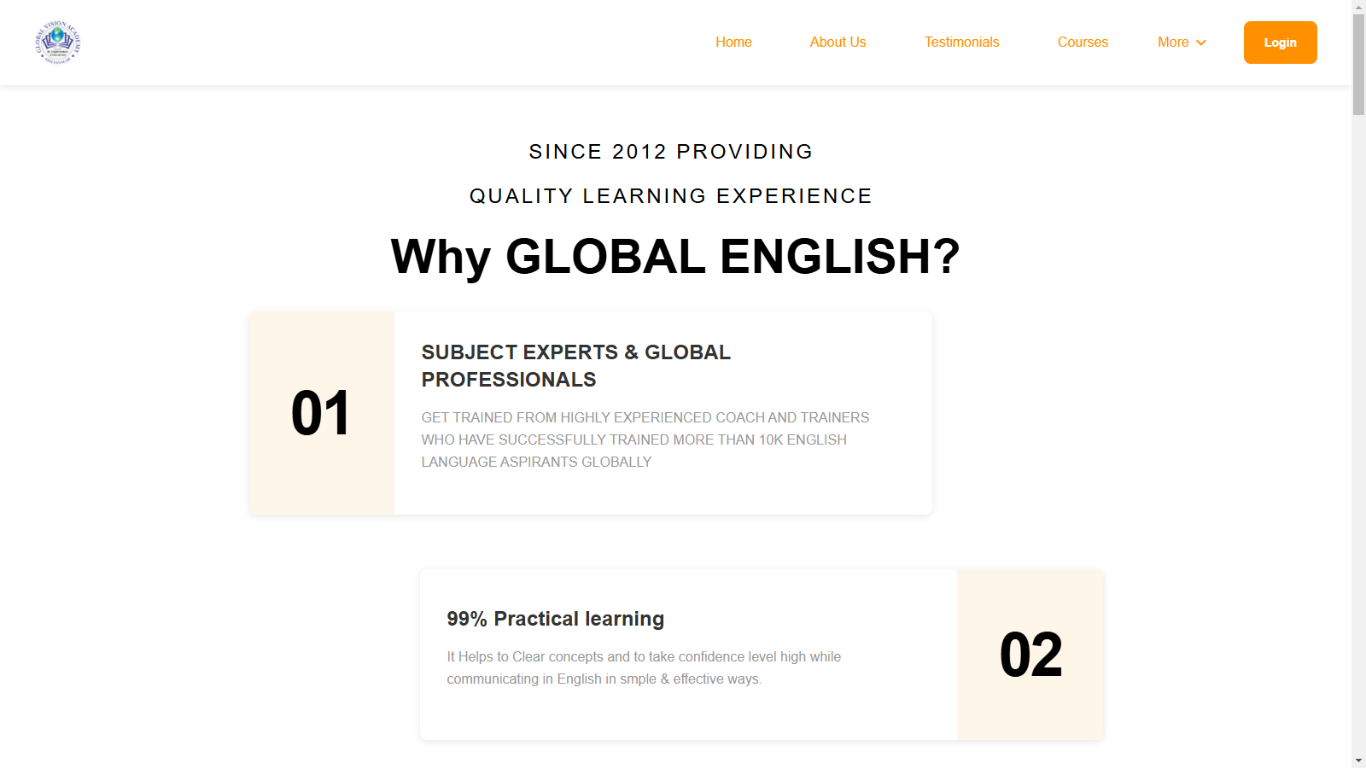 GLOBAL VISION ACADEMY
Home
About Us
Testimonials
Courses
More
Login
SINCE 2012 PROVIDING
QUALITY LEARNING EXPERIENCE
Why GLOBAL ENGLISH?
01
SUBJECT EXPERTS & GLOBAL
PROFESSIONALS
GET TRAINED FROM HIGHLY EXPERIENCED COACH AND TRAINERS
WHO HAVE SUCCESSFULLY TRAINED MORE THAN 10K ENGLISH
LANGUAGE ASPIRANTS GLOBALLY
99% Practical learning
It Helps to Clear concepts and to take confidence level high while
communicating in English in smple & effective ways.
02